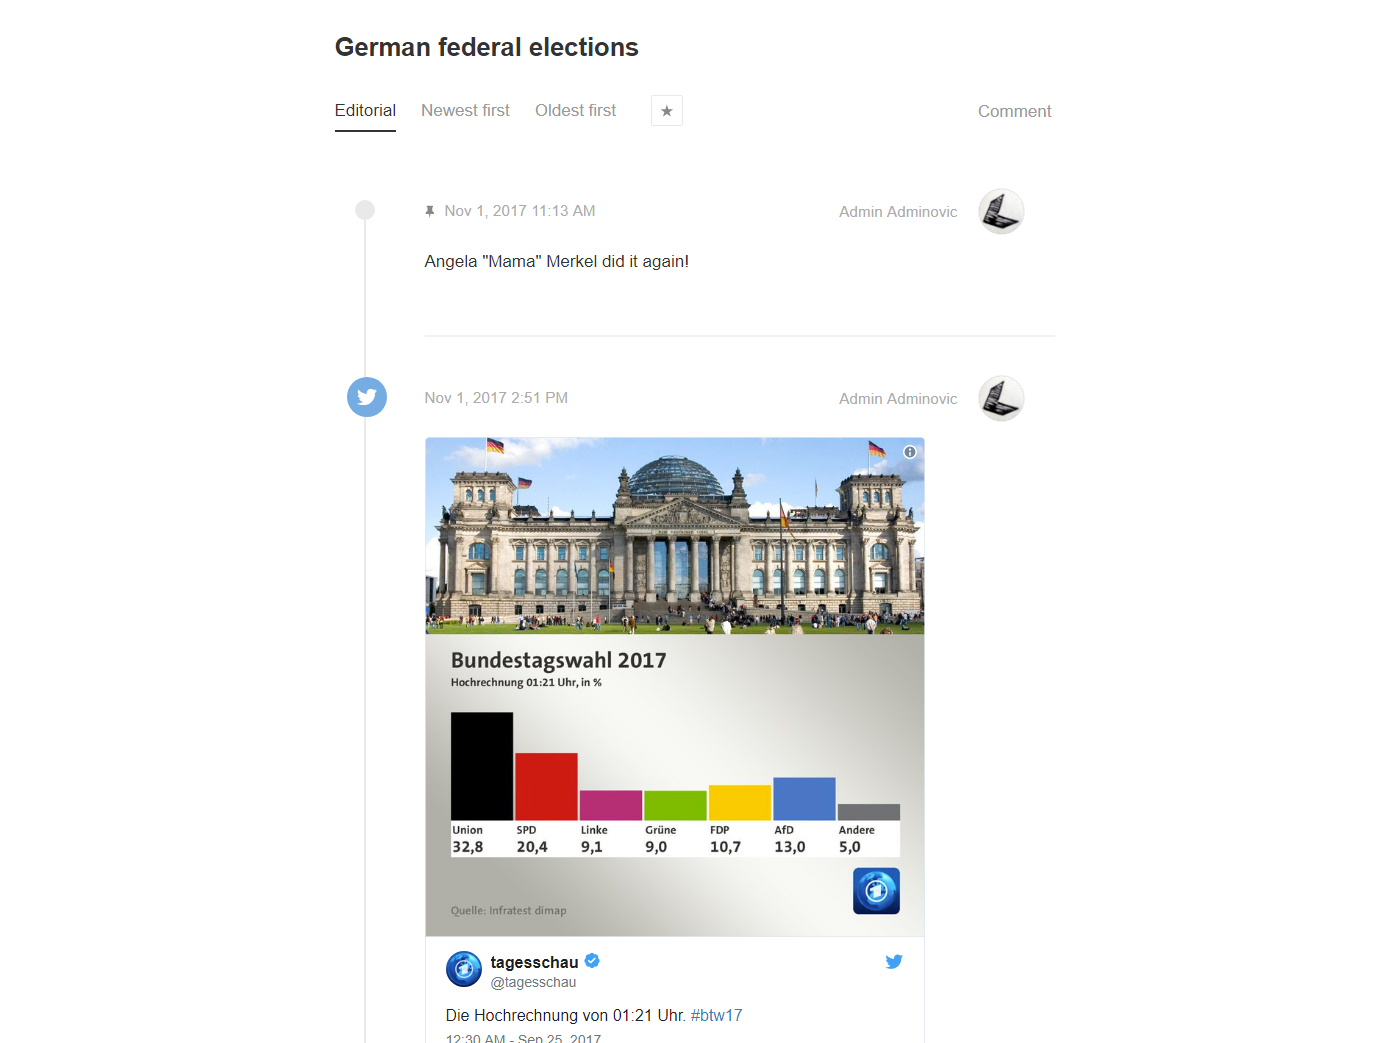 German federal elections
Editorial Newest first Oldest first Comment
Nov 1, 2017 11:13 AM Admin Adminovic
Angela "Mama" Merkel did it again!
Nov 1, 2017 2:51 PM Admin Adminovic
Bundestagswahl 2017
Hochrechnung 01:21 Uhr, in %
Union SPD Linke Grüne FDP AfD Andere
32,8 20,4 9,1 9,0 10,7 13,0 5,0
Quelle: Infratest dimap
tagesschau
@tagesschau
Die Hochrechnung von 01:21 Uhr. #btw17
12:30 AM - Sep 25, 2017